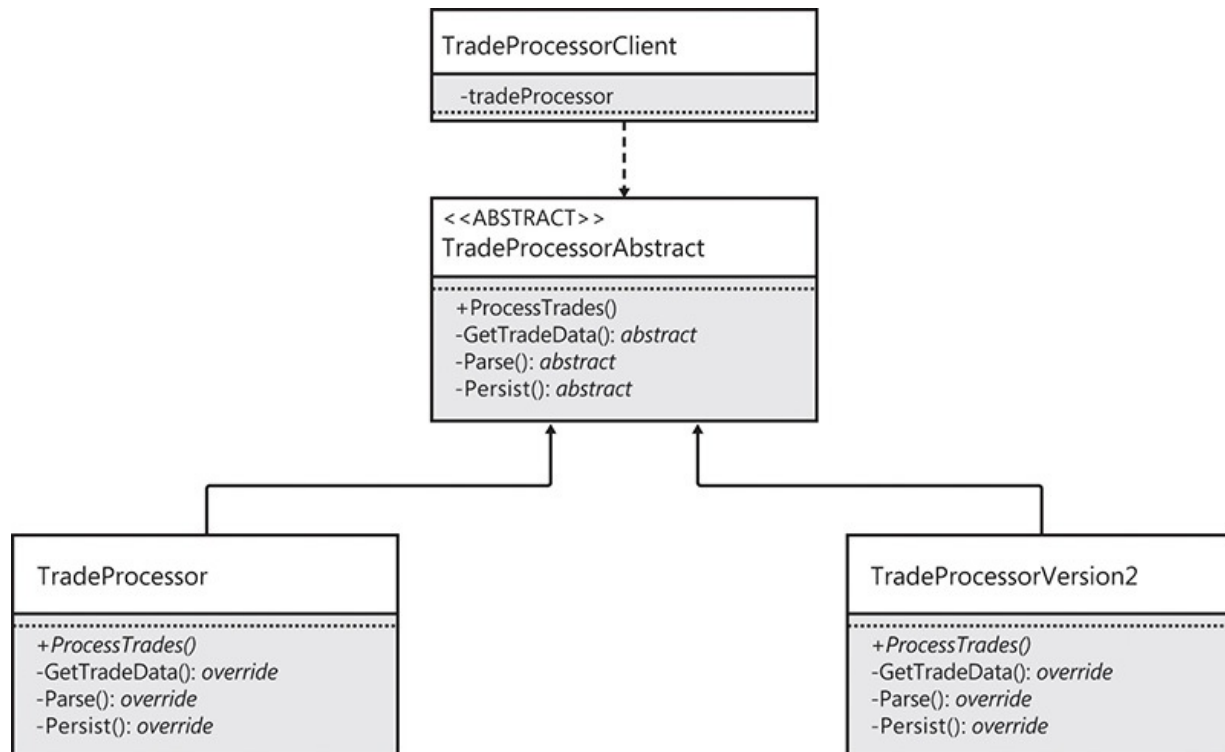 TradeProcessorClient
-tradeProcessor
<<ABSTRACT>>
TradeProcessorAbstract
+ProcessTrades()
-GetTradeData(): abstract
-Parse(): abstract
-Persist(): abstract
TradeProcessor
+ProcessTrades()
-GetTradeData(): override
-Parse(): override
-Persist(): override
TradeProcessorVersion2
+ProcessTrades()
-GetTradeData(): override
-Parse(): override
-Persist(): override